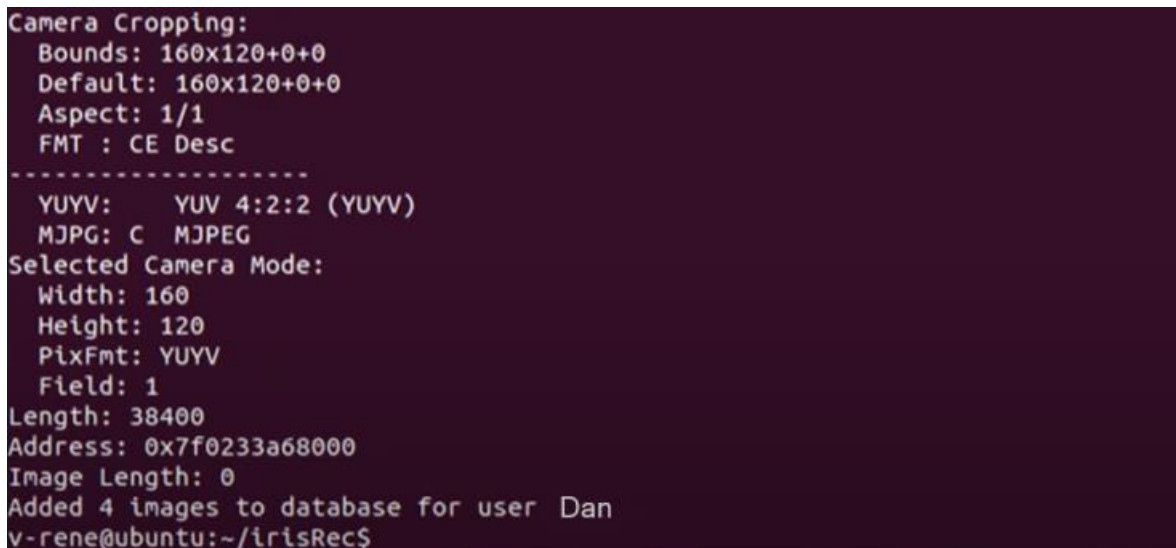 Camera Cropping:
  Bounds: 160x120+0+0
  Default: 160x120+0+0
  Aspect: 1/1
  FMT : CE Desc
---------------------
  YUYV:    YUV 4:2:2 (YUYV)
  MJPG: C  MJPEG
Selected Camera Mode:
  Width: 160
  Height: 120
  PixFmt: YUYV
  Field: 1
Length: 38400
Address: 0x7f0233a68000
Image Length: 0
Added 4 images to database for user Dan
v-rene@ubuntu:~/irisRec$